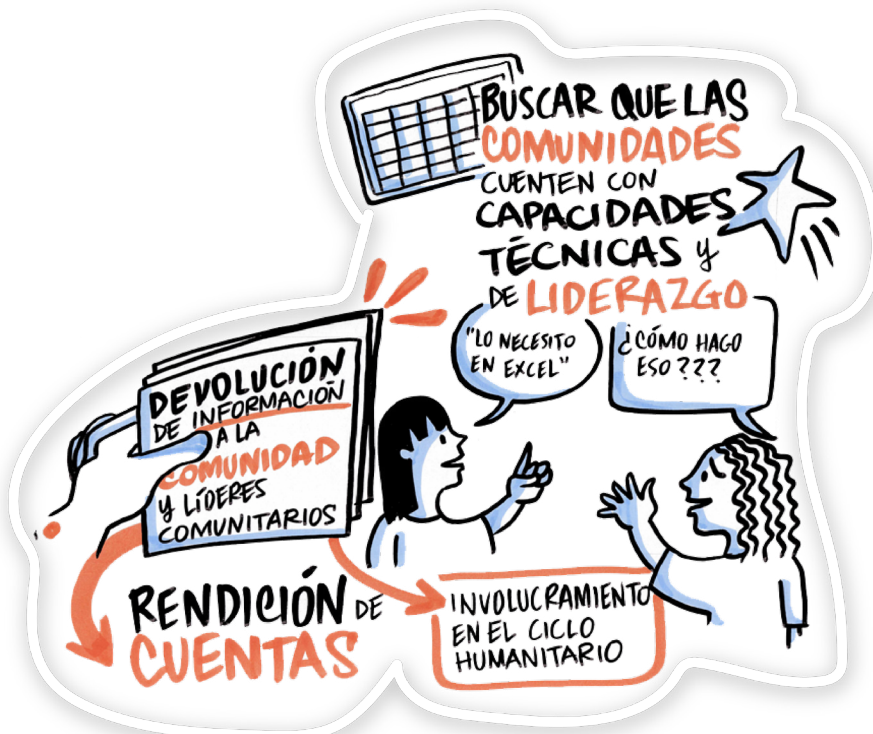 BUSCAR QUE LAS
COMUNIDADES
CUENTEN CON
CAPACIDADES
TÉCNICAS y
DE LIDERAZGO
"LO NECESITO
EN EXCEL"
¿CÓMO HAGO
ESO???
DEVOLUCIÓN
DE INFORMACIÓN
A LA
COMUNIDAD
y LÍDERES
COMUNITARIOS
RENDICIÓN DE
CUENTAS
INVOLUCRAMIENTO
EN EL CICLO
HUMANITARIO